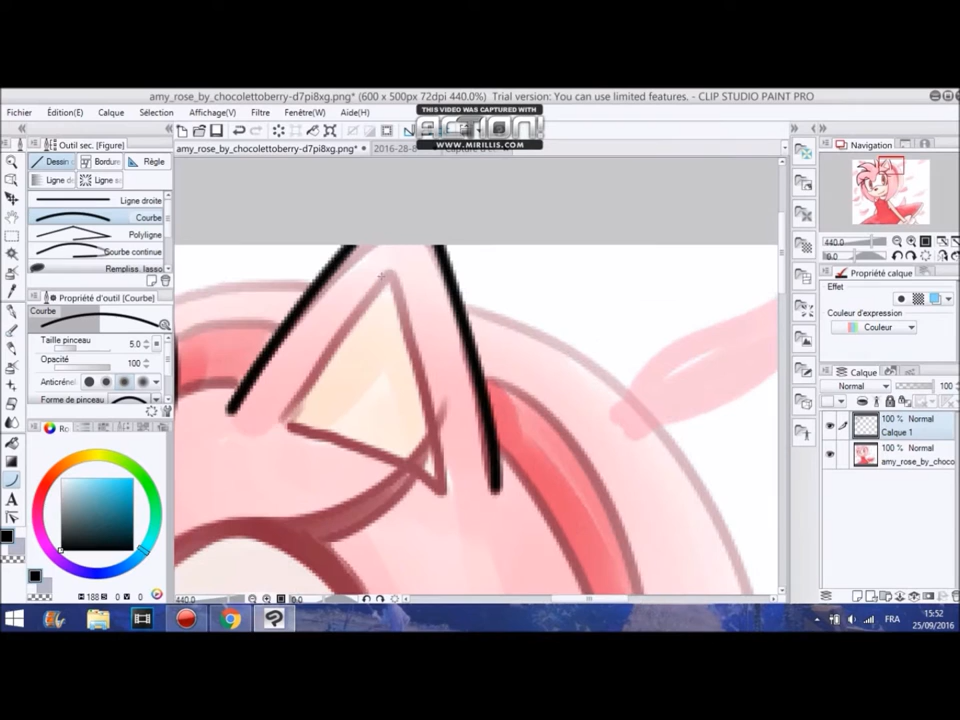 amy_rose_by_chocolettoberry-d7pi8xg.png* (600 x 500px 72dpi 440.0%) Trial version: You can use limited features. - CLIP STUDIO PAINT PRO
THIS VIDEO WAS CAPTURED WITH
ACTION!
WWW.MIRILLIS.COM
Fichier Édition(E) Calque Sélection Affichage(V) Filtre Fenêtre(W) Aide(H)
Outil sec. [Figure]
amy_rose_by_chocolettoberry-d7pi8xg.png*
2016-28-8
Navigation
Dessin Bordure Règle
Ligne de Ligne s
Ligne droite
Courbe
Polyligne
Courbe continue
Rempliss. lasso
Propriété d'outil [Courbe]
Courbe
Taille pinceau 5.0
Opacité 100
Anticrénel
Forme de pinceau
440.0
0.0
Propriété calque
Effet
Couleur d'expression
Couleur
Calque
Normal 100
100 % Normal
Calque 1
100 % Normal
amy_rose_by_choco
Ro
H 188 S 0 V 0
440.0 0.0
FRA
15:52
25/09/2016